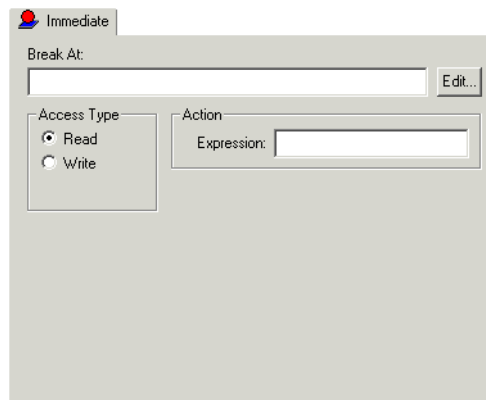 Immediate
Break At:
Edit...
Access Type
Read
Write
Action
Expression: